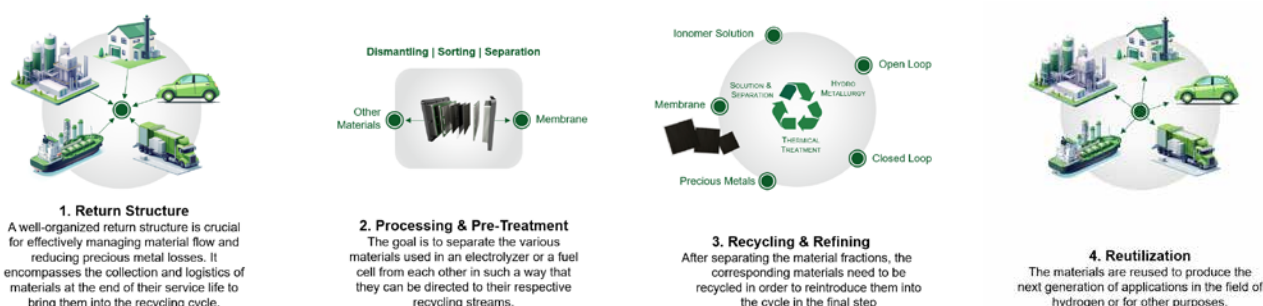 1. Return Structure
A well-organized return structure is crucial
for effectively managing material flow and
reducing precious metal losses. It
encompasses the collection and logistics of
materials at the end of their service life to
bring them into the recycling cycle.
Dismantling | Sorting | Separation
Other
Materials
Membrane
2. Processing & Pre-Treatment
The goal is to separate the various
materials used in an electrolyzer or a fuel
cell from each other in such a way that
they can be directed to their respective
recycling streams.
Ionomer Solution
Open Loop
Solution &
Separation
Hydro
Metallurgy
Membrane
Thermical
Treatment
Closed Loop
Precious Metals
3. Recycling & Refining
After separating the material fractions, the
corresponding materials need to be
recycled in order to reintroduce them into
the cycle in the final step
4. Reutilization
The materials are reused to produce the
next generation of applications in the field of
hydrogen or for other purposes.